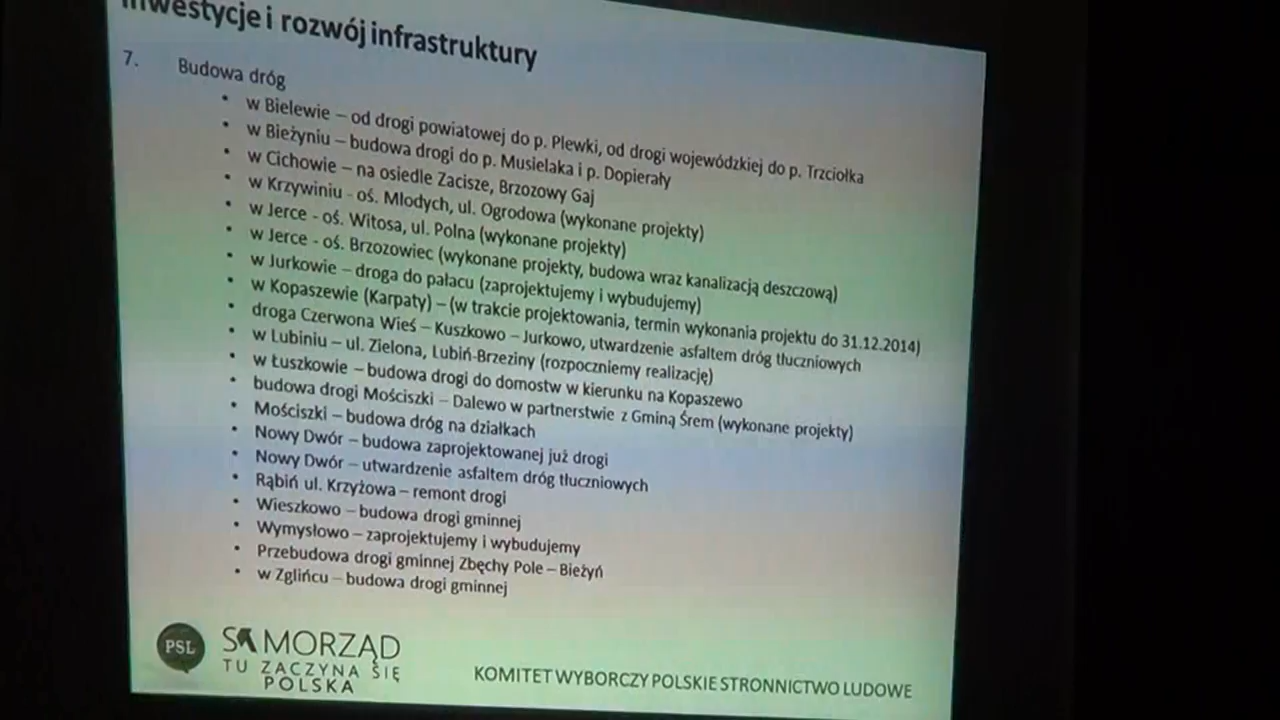 Inwestycje i rozwój infrastruktury
7. Budowa dróg
• w Bielewie – od drogi powiatowej do p. Plewki, od drogi wojewódzkiej do p. Trzciołka
• w Bieżyniu – budowa drogi do p. Musielaka i p. Dopierały
• w Cichowie – na osiedle Zacisze, Brzozowy Gaj
• w Krzywiniu - oś. Młodych, ul. Ogrodowa (wykonane projekty)
• w Jerce - oś. Witosa, ul. Polna (wykonane projekty)
• w Jerce - oś. Brzozowiec (wykonane projekty, budowa wraz kanalizacją deszczową)
• w Jurkowie – droga do pałacu (zaprojektujemy i wybudujemy)
• w Kopaszewie (Karpaty) – (w trakcie projektowania, termin wykonania projektu do 31.12.2014)
• droga Czerwona Wieś – Kuszkowo – Jurkowo, utwardzenie asfaltem dróg tłuczniowych
• w Lubiniu – ul. Zielona, Lubiń-Brzeziny (rozpoczniemy realizację)
• w Łuszkowie – budowa drogi do domostw w kierunku na Kopaszewo
• budowa drogi Mościszki – Dalewo w partnerstwie z Gminą Śrem (wykonane projekty)
• Mościszki – budowa dróg na działkach
• Nowy Dwór – budowa zaprojektowanej już drogi
• Nowy Dwór – utwardzenie asfaltem dróg tłuczniowych
• Rąbiń ul. Krzyżowa – remont drogi
• Wieszkowo – budowa drogi gminnej
• Wymysłowo – zaprojektujemy i wybudujemy
• Przebudowa drogi gminnej Zbęchy Pole – Bieżyń
• w Zglińcu – budowa drogi gminnej
PSL
SAMORZĄD
TU ZACZYNA SIĘ
POLSKA
KOMITET WYBORCZY POLSKIE STRONNICTWO LUDOWE